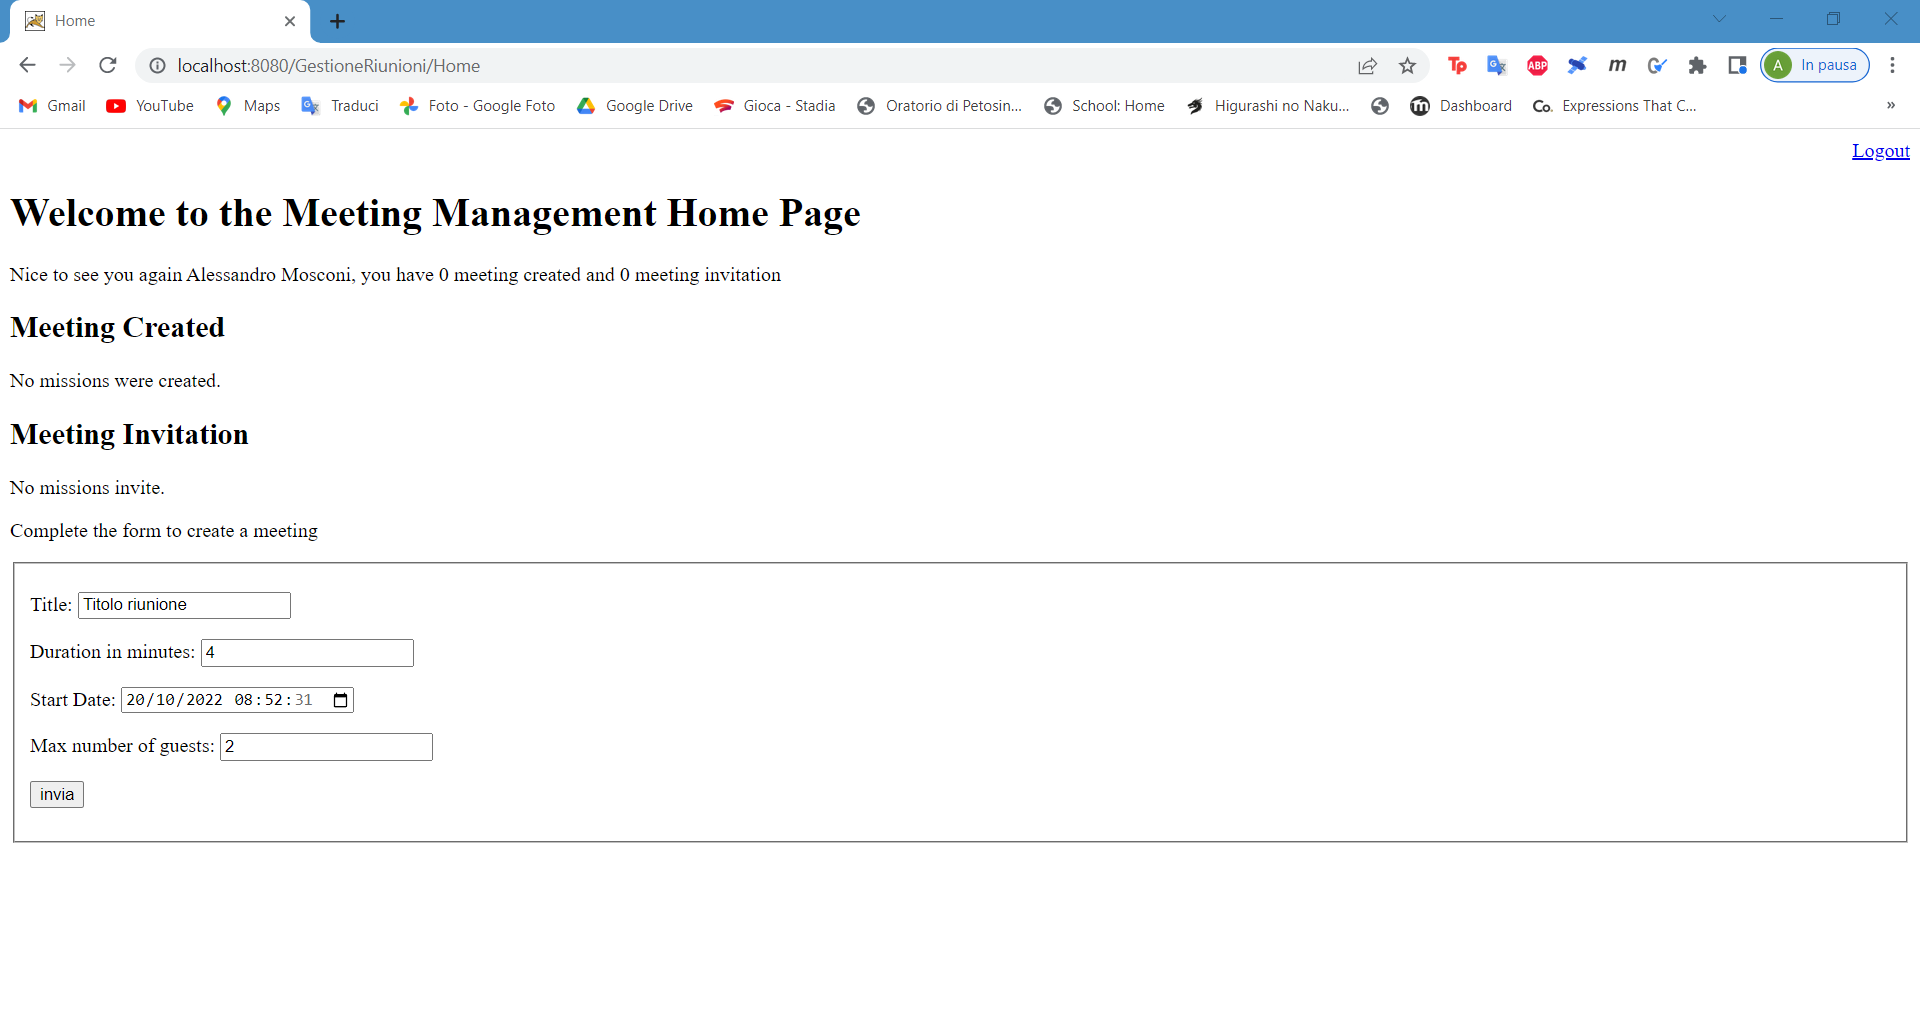 Home
localhost:8080/GestioneRiunioni/Home
Tp
ABP
m
A In pausa
Gmail YouTube Maps Traduci Foto - Google Foto Google Drive Gioca - Stadia Oratorio di Petosin... School: Home Higurashi no Naku... Dashboard Co. Expressions That C... »
Logout
Welcome to the Meeting Management Home Page
Nice to see you again Alessandro Mosconi, you have 0 meeting created and 0 meeting invitation
Meeting Created
No missions were created.
Meeting Invitation
No missions invite.
Complete the form to create a meeting
Title: Titolo riunione
Duration in minutes: 4
Start Date: 20/10/2022 08:52:31
Max number of guests: 2
invia